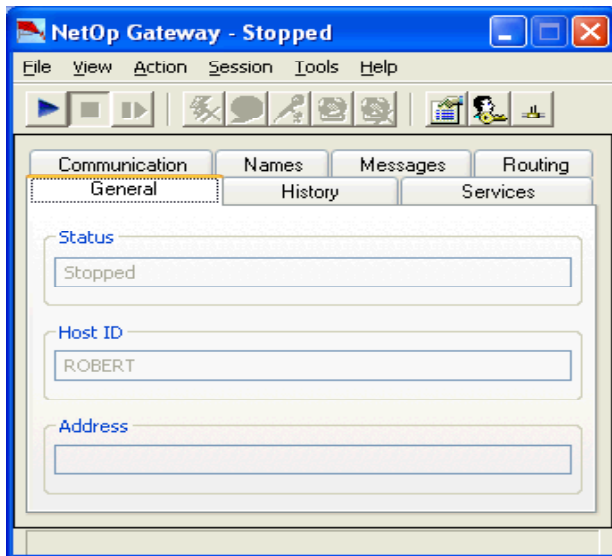 NetOp Gateway - Stopped
File View Action Session Tools Help
Communication Names Messages Routing
General History Services
Status
Stopped
Host ID
ROBERT
Address